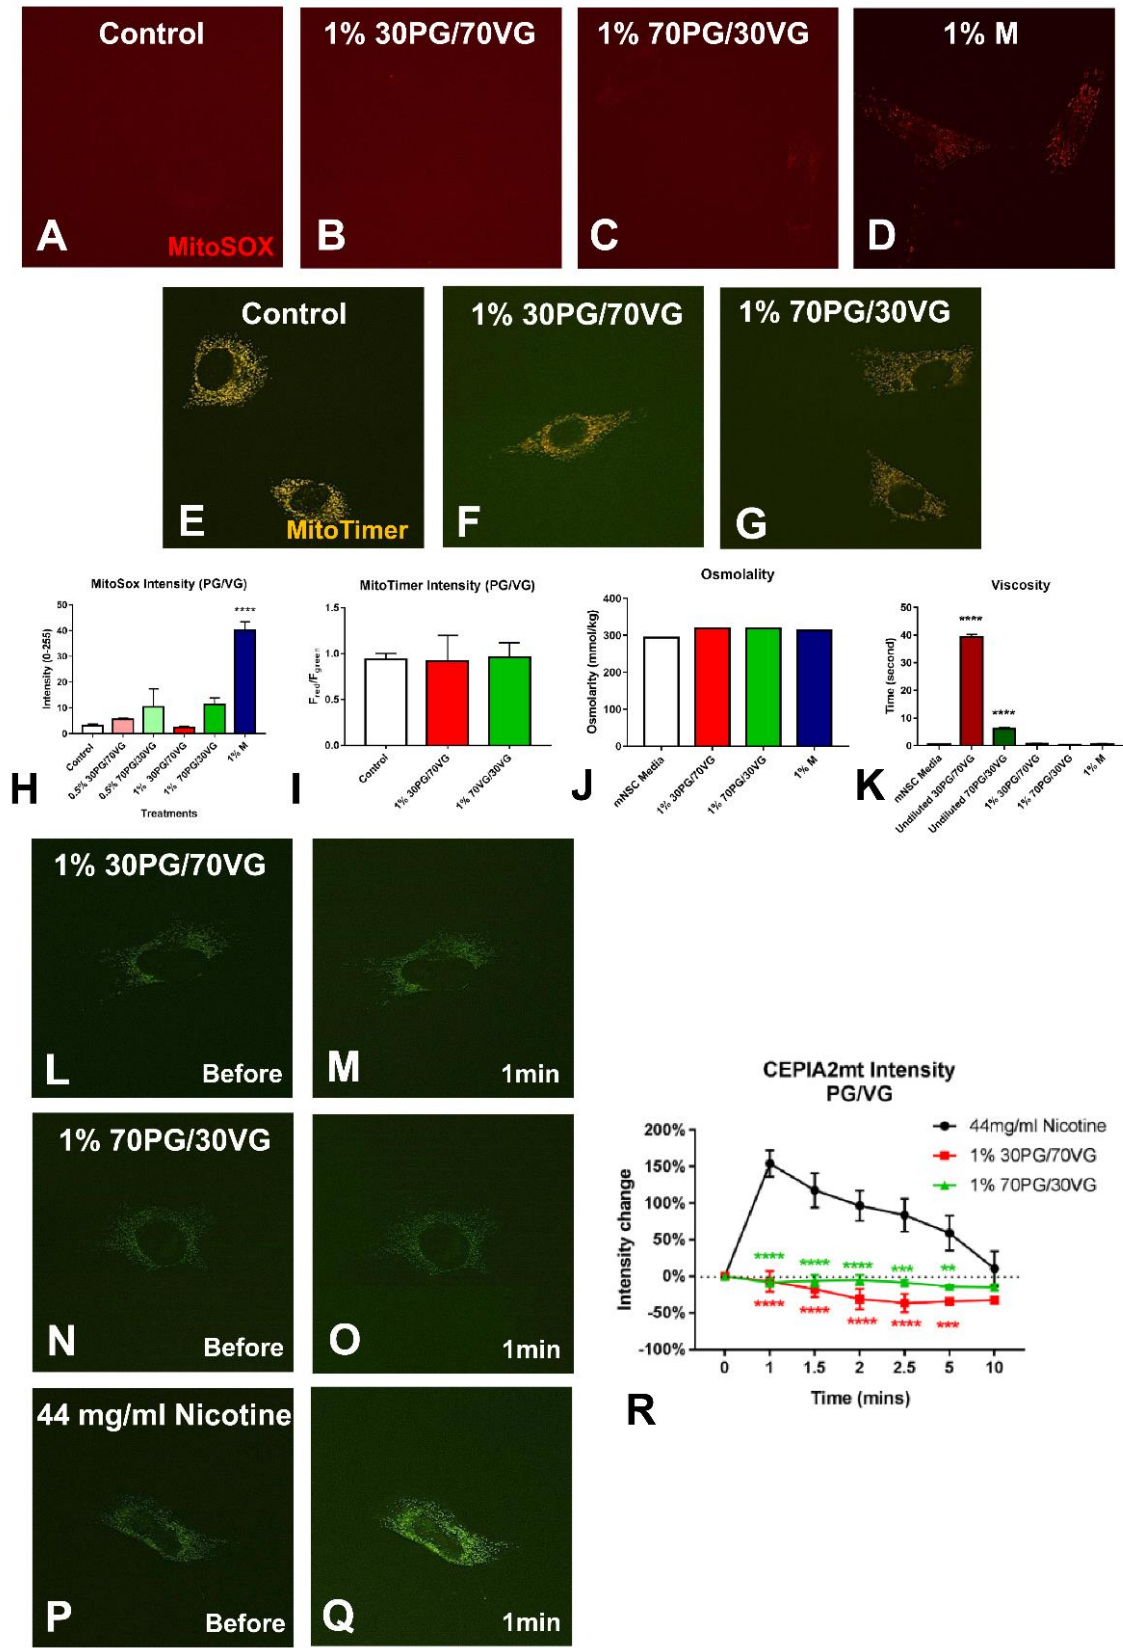 Control
A
MitoSOX
1% 30PG/70VG
B
1% 70PG/30VG
C
1% M
D
Control
E
MitoTimer
1% 30PG/70VG
F
1% 70PG/30VG
G
MitoSox Intensity (PG/VG)
Intensity (0-255)
50
40
30
20
10
0
****
Control
0.5% 30PG/70VG
0.5% 70PG/30VG
1% 30PG/70VG
1% 70PG/30VG
1% M
Treatments
H
MitoTimer Intensity (PG/VG)
Fred/Fgreen
1.5
1.0
0.5
0.0
Control
1% 30PG/70VG
1% 70VG/30VG
I
Osmolality
Osmolarity (mmol/kg)
400
300
200
100
0
mNSC Media
1% 30PG/70VG
1% 70PG/30VG
1% M
J
Viscosity
Time (second)
50
40
30
20
10
0
****
****
mNSC Media
Undiluted 30PG/70VG
Undiluted 70PG/30VG
1% 30PG/70VG
1% 70PG/30VG
1% M
K
1% 30PG/70VG
L
Before
M
1min
1% 70PG/30VG
N
Before
O
1min
44 mg/ml Nicotine
P
Before
Q
1min
CEPIA2mt Intensity
PG/VG
44mg/ml Nicotine
1% 30PG/70VG
1% 70PG/30VG
Intensity change
200%
150%
100%
50%
0%
-50%
-100%
**** **** **** *** **
**** **** **** **** ***
0 1 1.5 2 2.5 5 10
Time (mins)
R